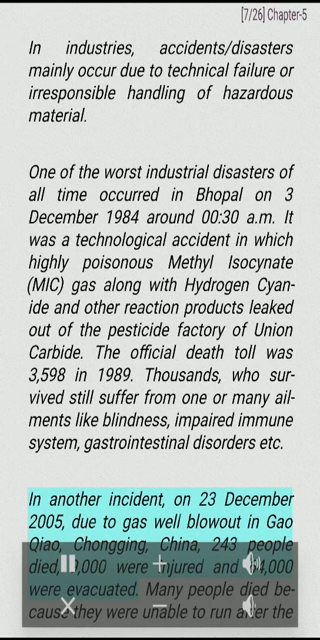 [7/26] Chapter-5
In industries, accidents/disasters
mainly occur due to technical failure or
irresponsible handling of hazardous
material.
One of the worst industrial disasters of
all time occurred in Bhopal on 3
December 1984 around 00:30 a.m. It
was a technological accident in which
highly poisonous Methyl Isocynate
(MIC) gas along with Hydrogen Cyan-
ide and other reaction products leaked
out of the pesticide factory of Union
Carbide. The official death toll was
3,598 in 1989. Thousands, who sur-
vived still suffer from one or many ail-
ments like blindness, impaired immune
system, gastrointestinal disorders etc.
In another incident, on 23 December
2005, due to gas well blowout in Gao
Qiao, Chongging, China, 243 people
died, were injured and
were evacuated. Many people died be-
cause they were unable to run after the